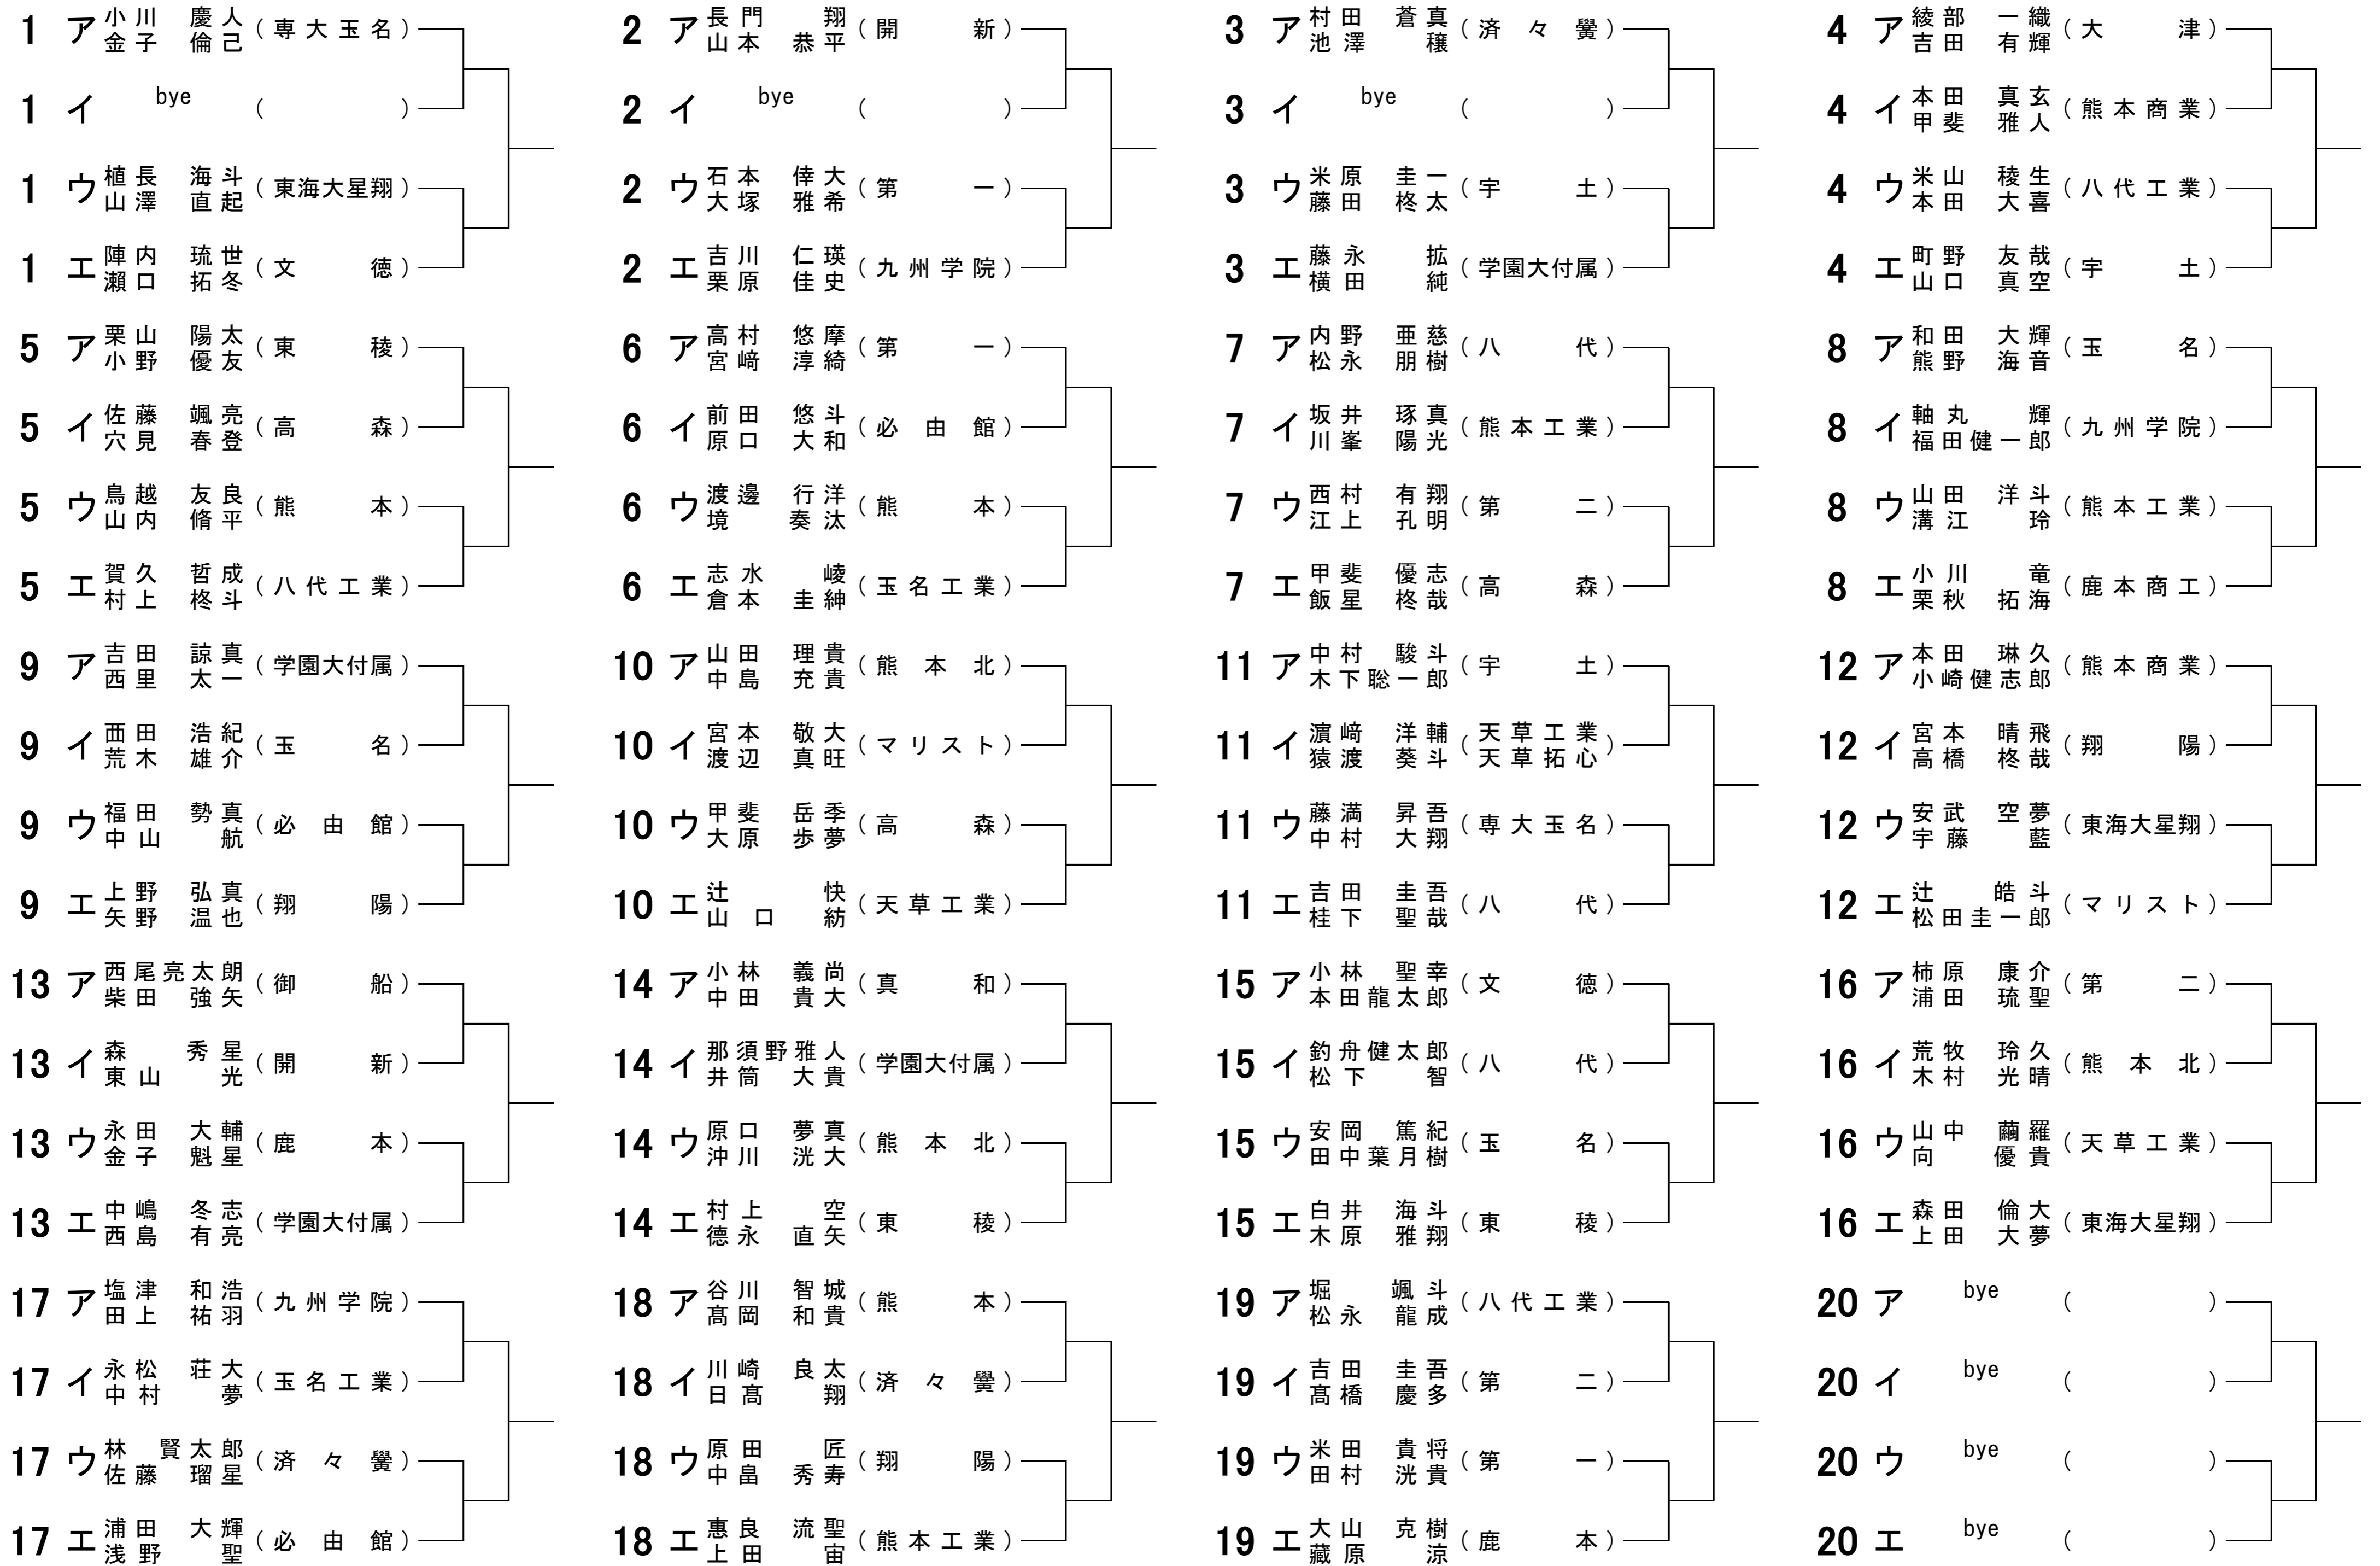 1 ア 小川 慶人 (専大玉名)
金子 倫己
1 イ bye ( )
1 ウ 植長 海斗 (東海大星翔)
山澤 直起
1 エ 陣内 琉世 (文徳)
瀨口 拓冬
2 ア 長門 翔 (開新)
山本 恭平
2 イ bye ( )
2 ウ 石本 倖大 (第一)
大塚 雅希
2 エ 吉川 仁瑛 (九州学院)
栗原 佳史
3 ア 村田 蒼真 (済々黌)
池澤 穣
3 イ bye ( )
3 ウ 米原 圭一 (宇土)
藤田 柊太
3 エ 藤永 拡 (学園大付属)
横田 純
4 ア 綾部 一織 (大津)
吉田 有輝
4 イ 本田 真玄 (熊本商業)
甲斐 雅人
4 ウ 米山 稜生 (八代工業)
本田 大喜
4 エ 町野 友哉 (宇土)
山口 真空
5 ア 栗山 陽太 (東稜)
小野 優友
5 イ 佐藤 颯亮 (高森)
穴見 春登
5 ウ 鳥越 友良 (熊本)
山内 脩平
5 エ 賀久 哲成 (八代工業)
村上 柊斗
6 ア 高村 悠摩 (第一)
宮﨑 淳綺
6 イ 前田 悠斗 (必由館)
原口 大和
6 ウ 渡邊 行洋 (熊本)
境 奏汰
6 エ 志水 崚 (玉名工業)
倉本 圭紳
7 ア 内野 亜慈 (八代)
松永 朋樹
7 イ 坂井 琢真 (熊本工業)
川峯 陽光
7 ウ 西村 有翔 (第二)
江上 孔明
7 エ 甲斐 優志 (高森)
飯星 柊哉
8 ア 和田 大輝 (玉名)
熊野 海音
8 イ 軸丸 輝 (九州学院)
福田健一郎
8 ウ 山田 洋斗 (熊本工業)
溝江 玲
8 エ 小川 竜 (鹿本商工)
栗秋 拓海
9 ア 吉田 諒真 (学園大付属)
西里 太一
9 イ 西田 浩紀 (玉名)
荒木 雄介
9 ウ 福田 勢真 (必由館)
中山 航
9 エ 上野 弘真 (翔陽)
矢野 温也
10 ア 山田 理貴 (熊本北)
中島 充貴
10 イ 宮本 敬大 (マリスト)
渡辺 真旺
10 ウ 甲斐 岳季 (高森)
大原 歩夢
10 エ 辻 快 (天草工業)
山口 紡
11 ア 中村 駿斗 (宇土)
木下聡一郎
11 イ 濵﨑 洋輔 (天草工業
猿渡 葵斗 天草拓心)
11 ウ 藤満 昇吾 (専大玉名)
中村 大翔
11 エ 吉田 圭吾 (八代)
桂下 聖哉
12 ア 本田 琳久 (熊本商業)
小崎健志郎
12 イ 宮本 晴飛 (翔陽)
高橋 柊哉
12 ウ 安武 空夢 (東海大星翔)
宇藤 藍
12 エ 辻 皓斗 (マリスト)
松田圭一郎
13 ア 西尾亮太朗 (御船)
柴田 強矢
13 イ 森 秀星 (開新)
東山 光
13 ウ 永田 大輔 (鹿本)
金子 魁星
13 エ 中嶋 冬志 (学園大付属)
西島 有亮
14 ア 小林 義尚 (真和)
中田 貴大
14 イ 那須野雅人 (学園大付属)
井筒 大貴
14 ウ 原口 夢真 (熊本北)
沖川 洸大
14 エ 村上 空 (東稜)
德永 直矢
15 ア 小林 聖幸 (文徳)
本田龍太郎
15 イ 釣舟健太郎 (八代)
松下 智
15 ウ 安岡 篤紀 (玉名)
田中葉月樹
15 エ 白井 海斗 (東稜)
木原 雅翔
16 ア 柿原 康介 (第二)
浦田 琉聖
16 イ 荒牧 玲久 (熊本北)
木村 光晴
16 ウ 山中 繭羅 (天草工業)
向 優貴
16 エ 森田 倫大 (東海大星翔)
上田 大夢
17 ア 塩津 和浩 (九州学院)
田上 祐羽
17 イ 永松 荘大 (玉名工業)
中村 夢
17 ウ 林 賢太郎 (済々黌)
佐藤 瑠星
17 エ 浦田 大輝 (必由館)
浅野 聖
18 ア 谷川 智城 (熊本)
髙岡 和貴
18 イ 川崎 良太 (済々黌)
日髙 翔
18 ウ 原田 匠 (翔陽)
中畠 秀寿
18 エ 惠良 流聖 (熊本工業)
上田 宙
19 ア 堀 颯斗 (八代工業)
松永 龍成
19 イ 吉田 圭吾 (第二)
髙橋 慶多
19 ウ 米田 貴将 (第一)
田村 洸貴
19 エ 大山 克樹 (鹿本)
藏原 涼
20 ア bye ( )
20 イ bye ( )
20 ウ bye ( )
20 エ bye ( )